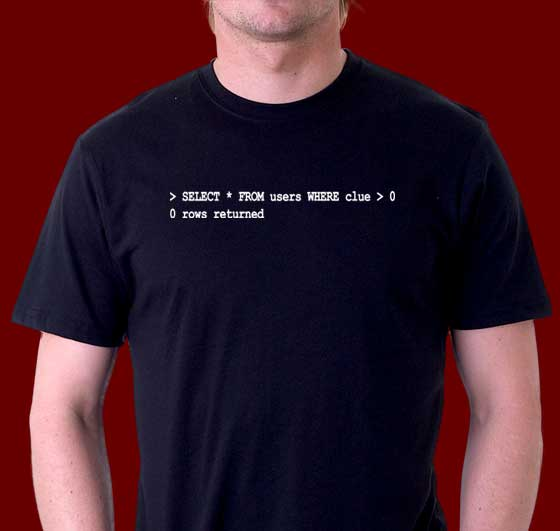 > SELECT * FROM users WHERE clue > 0
0 rows returned